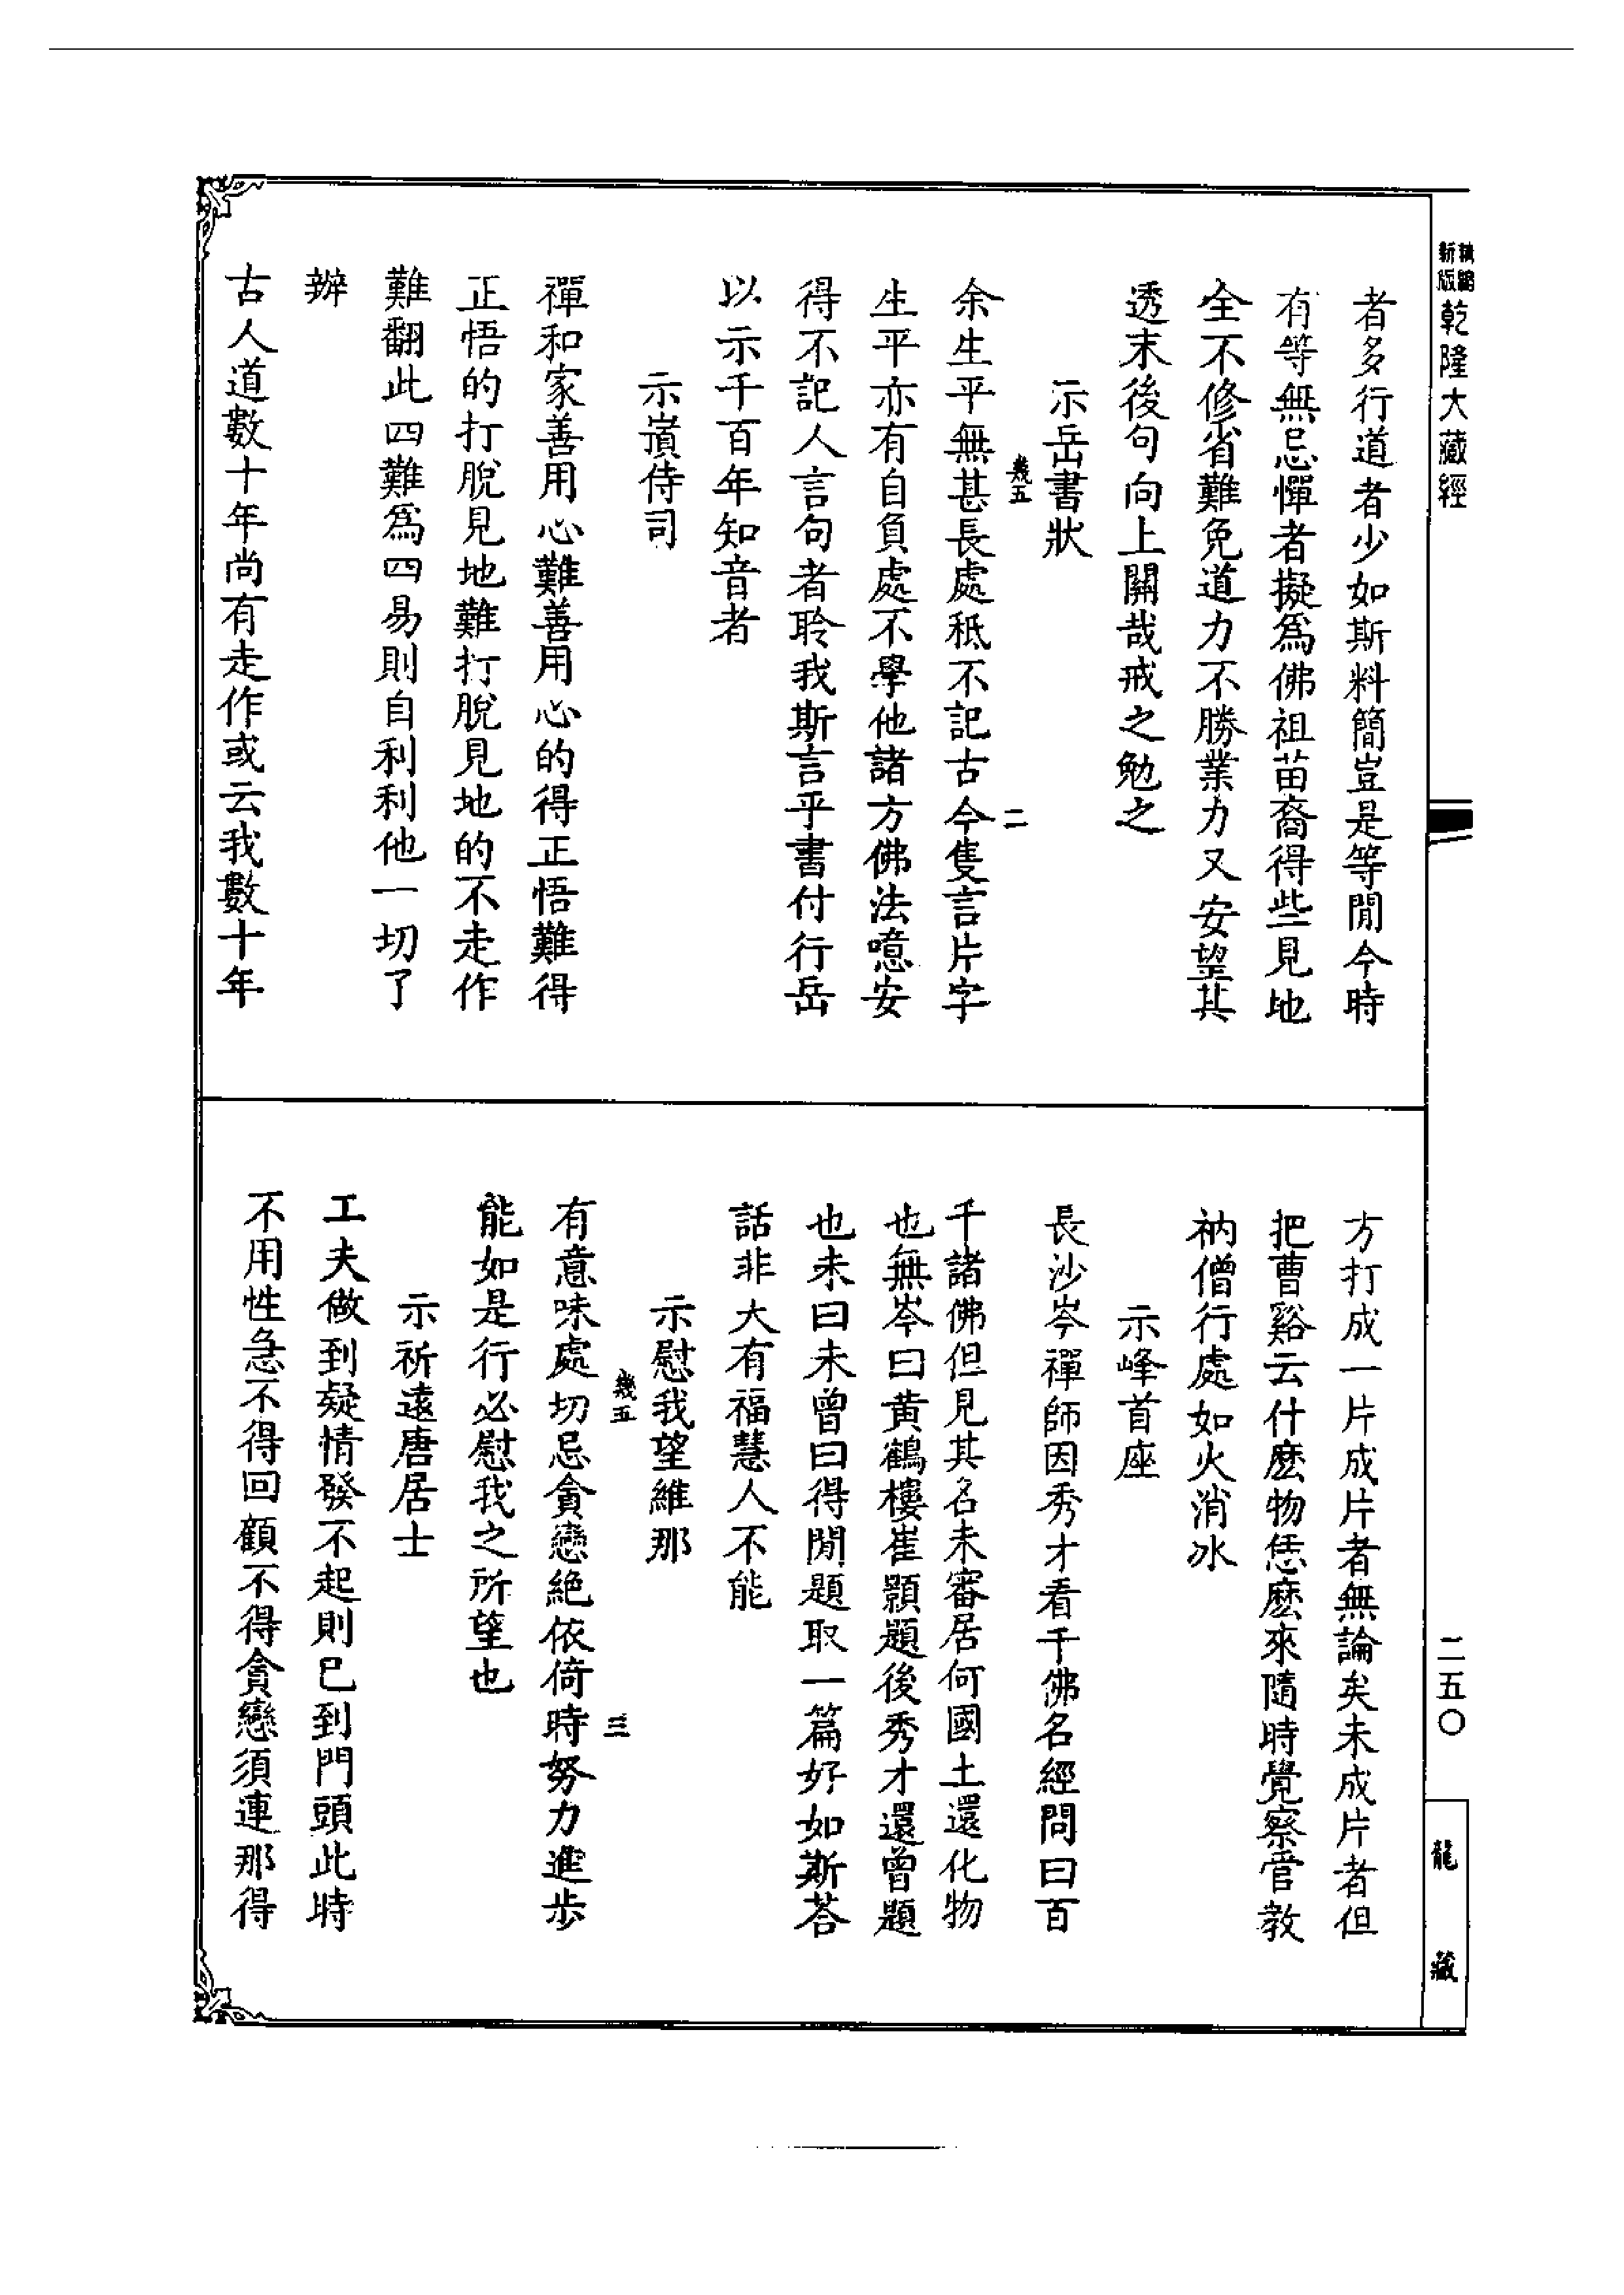 新版 精縮
乾隆大藏經
者多行道者少如斯料簡豈是等閒今時
有等無忌憚者擬為佛祖苗裔得些見地
全不修省難免道力不勝業力又安望其
透末後句向上關哉戒之勉之
示岳書狀
幾五 二
余生平無甚長處秪不記古今隻言片字
生平亦有自負處不學他諸方佛法噫安
得不記人言句者聆我斯言乎書付行岳
以示千百年知音者
示嶺侍司
禪和家善用心難善用心的得正悟難得
正悟的打脫見地難打脫見地的不走作
難翻此四難為四易則自利利他一切了
辦
古人道數十年尚有走作或云我數十年
方打成一片成片者無論矣未成片者但
把曹谿云什麼物恁麼來隨時覺察管教
衲僧行處如火消冰
示峰首座
長沙岑禪師因秀才看千佛名經問曰百
千諸佛但見其名未審居何國土還化物
也無岑曰黃鶴樓崔顥題後秀才還曾題
也未曰未曾曰得閒題取一篇好如斯荅
話非大有福慧人不能
示慰我望維那
幾五 三
有意味處切忌貪戀絕依倚時努力進步
能如是行必慰我之所望也
示祈遠唐居士
工夫做到疑情發不起則巳到門頭此時
不用性急不得回顧不得貪戀須連那得
二五〇
龍藏